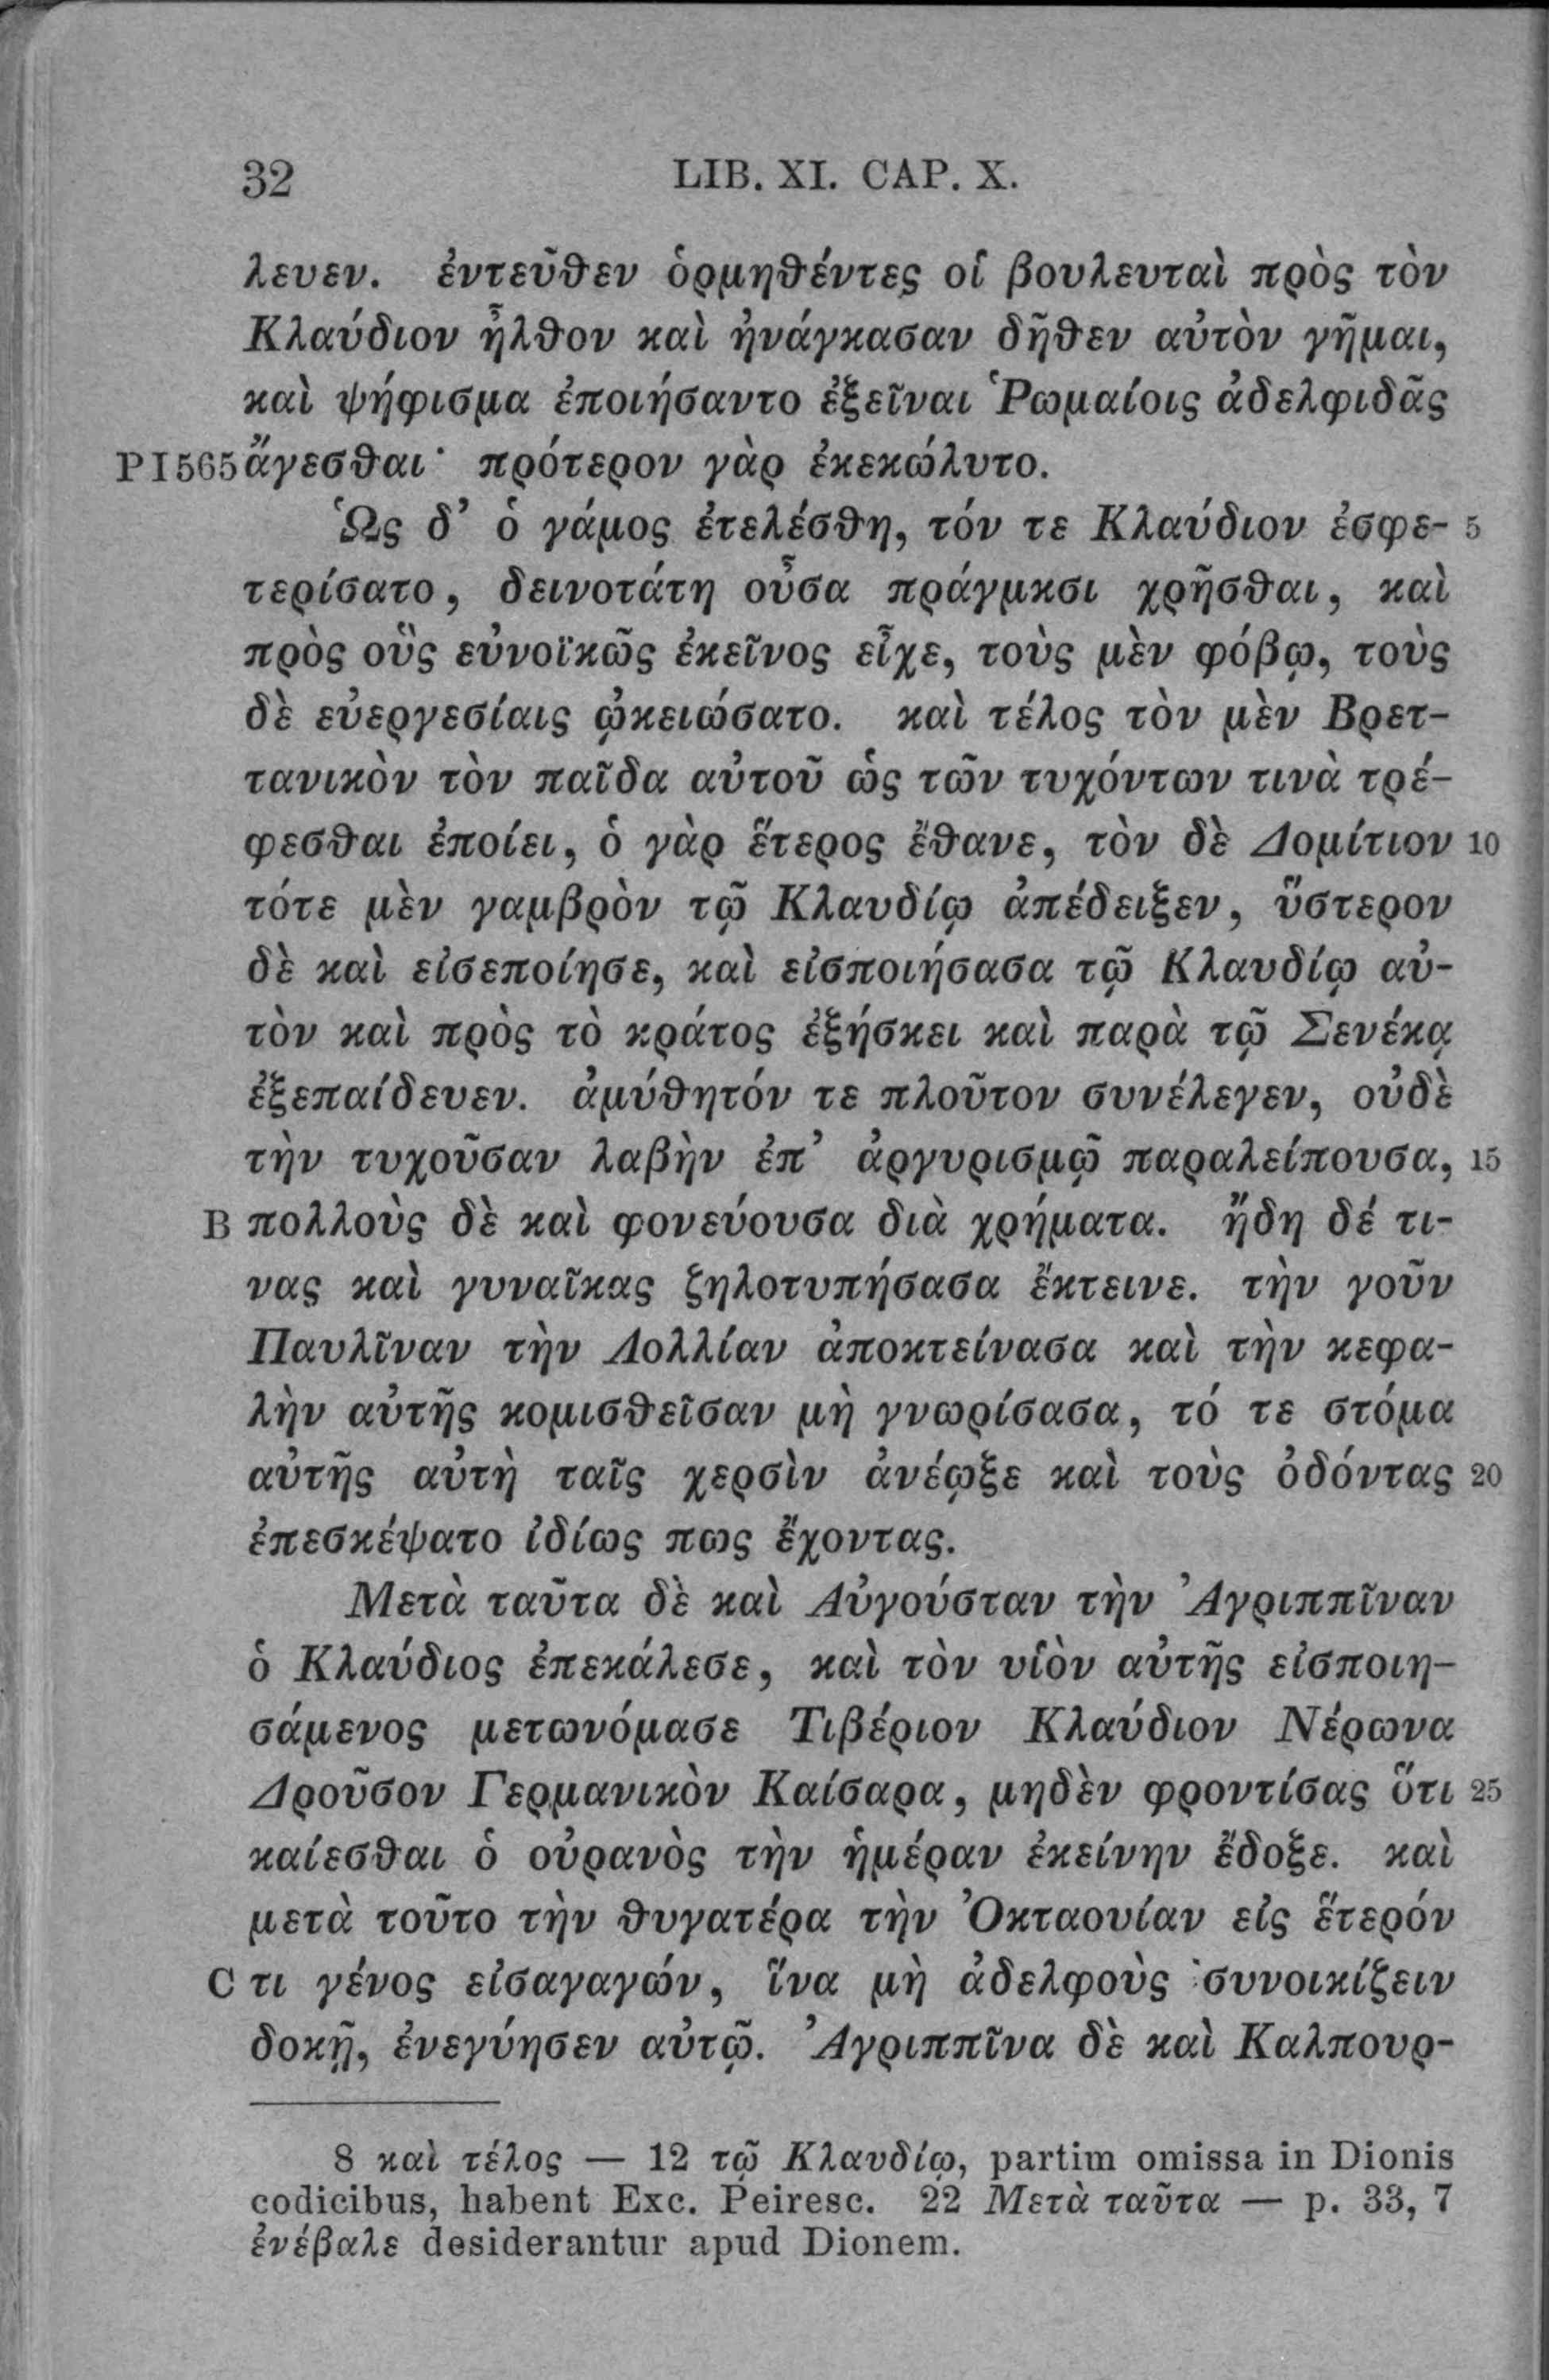 32 LIB. XI. CAP. X.
λευεν. ἐντεῦθεν ὁρμηθέντες οἱ βουλευταὶ πρὸς τὸν
Κλαύδιον ἦλθον καὶ ἠνάγκασαν δῆθεν αὐτὸν γῆμαι,
καὶ ψήφισμα ἐποιήσαντο ἐξεῖναι Ῥωμαίοις ἀδελφιδᾶς
P I 565 ἄγεσθαι· πρότερον γὰρ ἐκεκώλυτο.
Ὡς δ’ ὁ γάμος ἐτελέσθη, τόν τε Κλαύδιον ἐσφε- 5
τερίσατο, δεινοτάτη οὖσα πράγμκσι χρῆσθαι, καὶ
πρὸς οὓς εὐνοϊκῶς ἐκεῖνος εἶχε, τοὺς μὲν φόβῳ, τοὺς
δὲ εὐεργεσίαις ᾠκειώσατο. καὶ τέλος τὸν μὲν Βρετ-
τανικὸν τὸν παῖδα αὐτοῦ ὡς τῶν τυχόντων τινὰ τρέ-
φεσθαι ἐποίει, ὁ γὰρ ἕτερος ἔθανε, τὸν δὲ Δομίτιον 10
τότε μὲν γαμβρὸν τῷ Κλαυδίῳ ἀπέδειξεν, ὕστερον
δὲ καὶ εἰσεποίησε, καὶ εἰσποιήσασα τῷ Κλαυδίῳ αὐ-
τὸν καὶ πρὸς τὸ κράτος ἐξήσκει καὶ παρὰ τῷ Σενέκᾳ
ἐξεπαίδευεν. ἀμύθητόν τε πλοῦτον συνέλεγεν, οὐδὲ
τὴν τυχοῦσαν λαβὴν ἐπ’ ἀργυρισμῷ παραλείπουσα, 15
B πολλοὺς δὲ καὶ φονεύουσα διὰ χρήματα. ἤδη δέ τι-
νας καὶ γυναῖκας ζηλοτυπήσασα ἔκτεινε. τὴν γοῦν
Παυλῖναν τὴν Λολλίαν ἀποκτείνασα καὶ τὴν κεφα-
λὴν αὐτῆς κομισθεῖσαν μὴ γνωρίσασα, τό τε στόμα
αὐτῆς αὐτὴ ταῖς χερσὶν ἀνέῳξε καὶ τοὺς ὀδόντας 20
ἐπεσκέψατο ἰδίως πως ἔχοντας.
Μετὰ ταῦτα δὲ καὶ Αὐγούσταν τὴν Ἀγριππῖναν
ὁ Κλαύδιος ἐπεκάλεσε, καὶ τὸν υἱὸν αὐτῆς εἰσποιη-
σάμενος μετωνόμασε Τιβέριον Κλαύδιον Νέρωνα
Δροῦσον Γερμανικὸν Καίσαρα, μηδὲν φροντίσας ὅτι 25
καίεσθαι ὁ οὐρανὸς τὴν ἡμέραν ἐκείνην ἔδοξε. καὶ
μετὰ τοῦτο τὴν θυγατέρα τὴν Ὀκταουίαν εἰς ἕτερόν
C τι γένος εἰσαγαγών, ἵνα μὴ ἀδελφοὺς συνοικίζειν
δοκῇ, ἐνεγύησεν αὐτῷ. Ἀγριππῖνα δὲ καὶ Καλπουρ-
8 καὶ τέλος — 12 τῷ Κλαυδίῳ, partim omissa in Dionis
codicibus, habent Exc. Peiresc. 22 Μετὰ ταῦτα — p. 33, 7
ἐνέβαλε desiderantur apud Dionem.